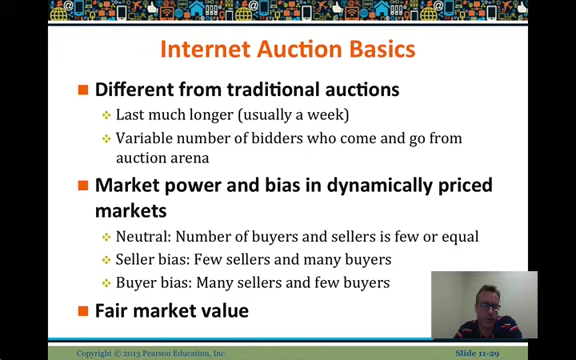 Internet Auction Basics
Different from traditional auctions
Last much longer (usually a week)
Variable number of bidders who come and go from
auction arena
Market power and bias in dynamically priced
markets
Neutral: Number of buyers and sellers is few or equal
Seller bias: Few sellers and many buyers
Buyer bias: Many sellers and few buyers
Fair market value
Copyright © 2013 Pearson Education, Inc.
Slide 11-29